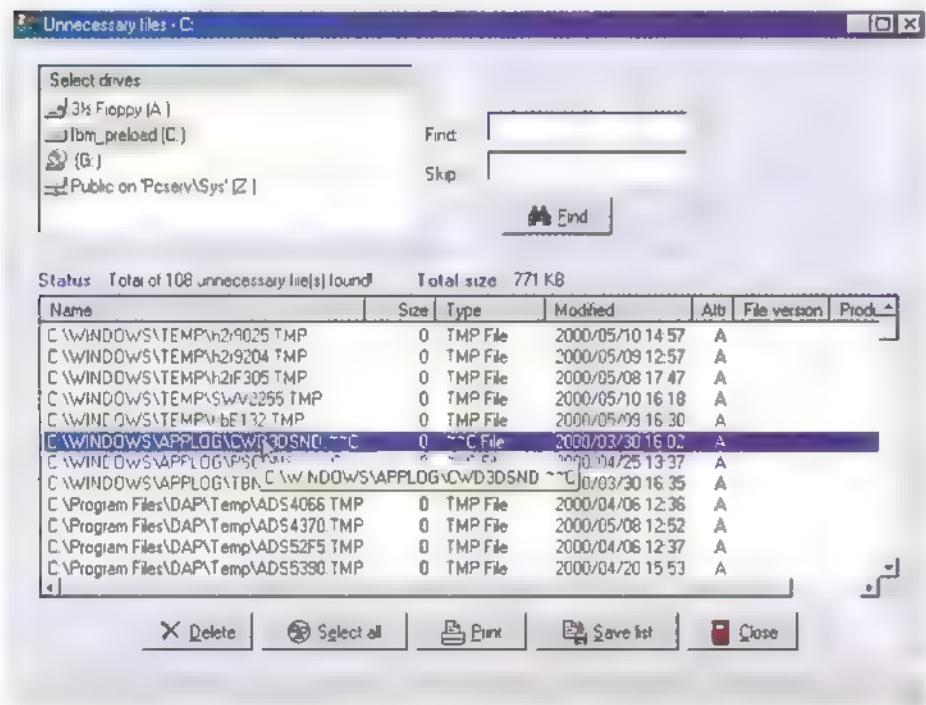 Unnecessary files - C:
Select drives
3½ Floppy (A:)
Ibm_preload (C:)
(G:)
Public on 'Pcserv\Sys' (Z:)
Find:
Skip
Find
Status Total of 108 unnecessary file(s) found! Total size 771 KB
Name Size Type Modified Attr File version Produ
C:\WINDOWS\TEMP\h2r9025.TMP 0 TMP File 2000/05/10 14:57 A
C:\WINDOWS\TEMP\h2r9204.TMP 0 TMP File 2000/05/09 12:57 A
C:\WINDOWS\TEMP\h2rF305.TMP 0 TMP File 2000/05/08 17:47 A
C:\WINDOWS\TEMP\ 0 TMP File 2000/05/10 16:18 A
C:\WINDOWS\TEMP\ 0 TMP File 2000/05/09 16:30 A
C:\WINDOWS\APPLOG\CWD3DSND.~~C 0 ~~C File 2000/03/30 16:02 A
C:\WINDOWS\APPLOG\ 2000/04/25 13:37 A
C:\WINDOWS\APPLOG\ 16:35 A
C:\WINDOWS\APPLOG\CWD3DSND.~~C
C:\Program Files\DAP\Temp\ADS4066.TMP 0 TMP File 2000/04/06 12:36 A
C:\Program Files\DAP\Temp\ADS4370.TMP 0 TMP File 2000/05/08 12:52 A
C:\Program Files\DAP\Temp\ADS52F5.TMP 0 TMP File 2000/04/06 12:37 A
C:\Program Files\DAP\Temp\ADS5390.TMP 0 TMP File 2000/04/20 15:53 A
Delete Select all Print Save list Close